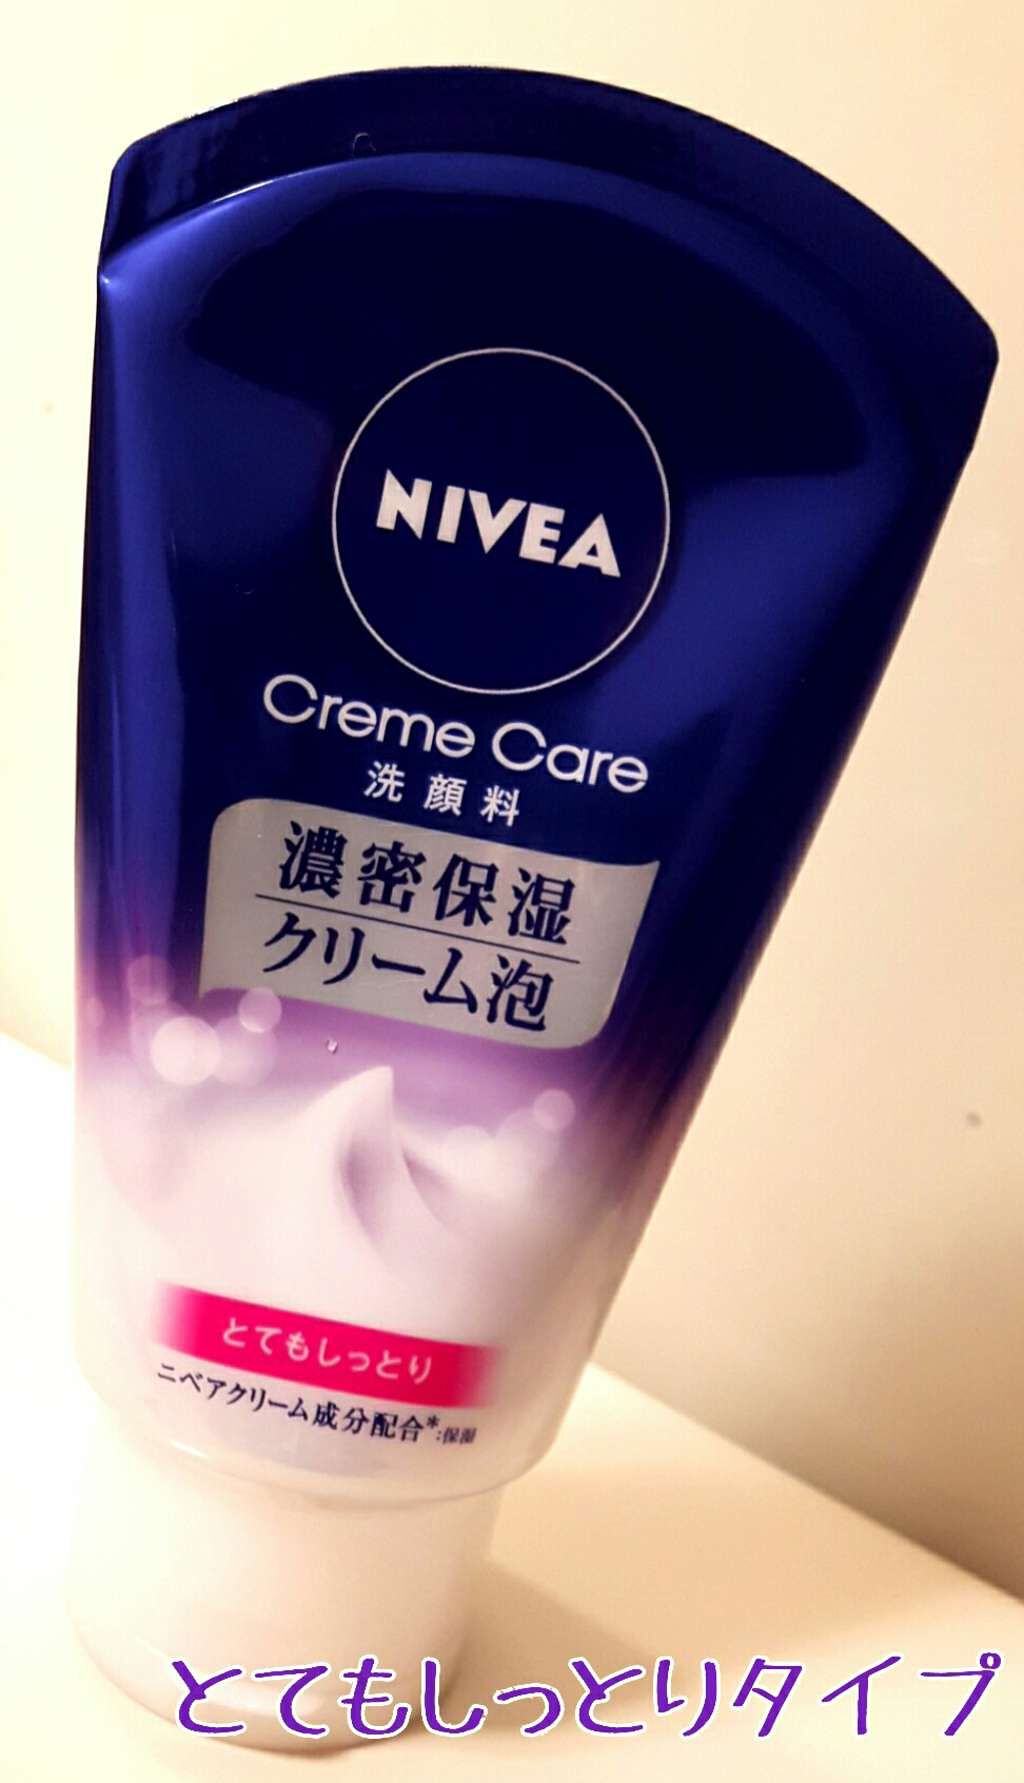 NIVEA
Creme Care
洗顔料
濃密保湿
クリーム泡
とてもしっとり
ニベアクリーム成分配合*:保湿
とてもしっとりタイプ